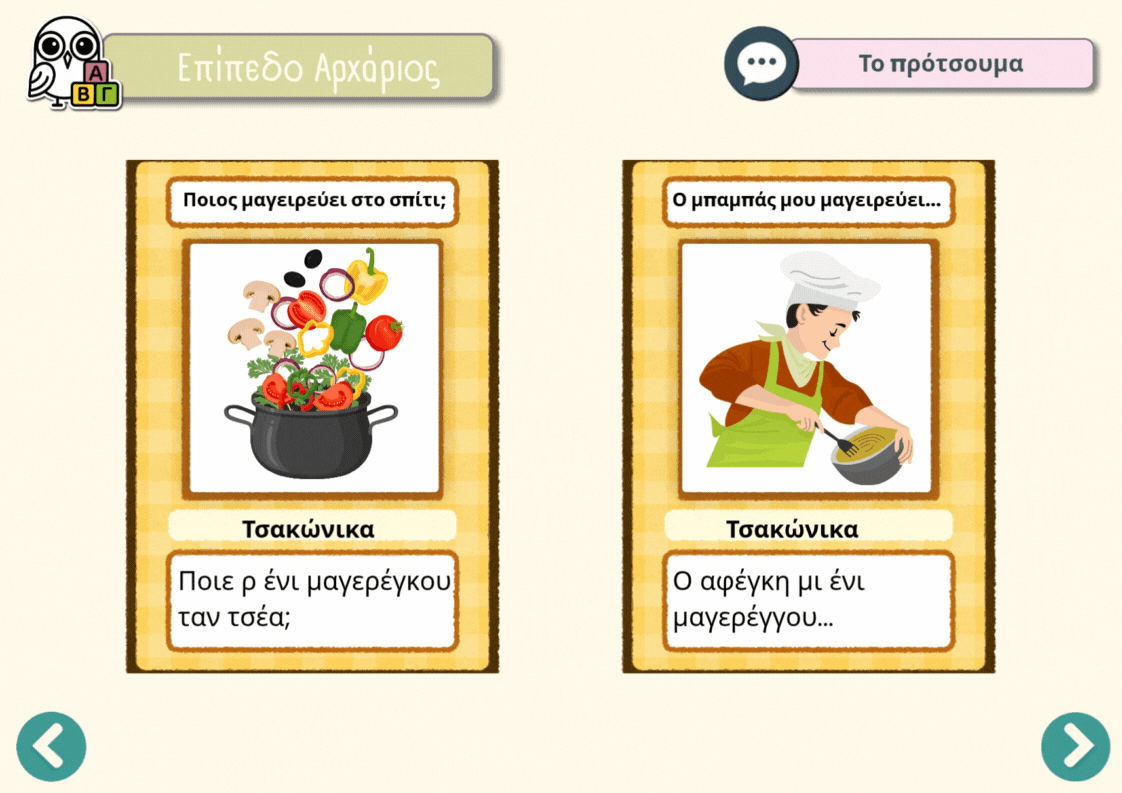 Α
Β Γ
Επίπεδο Αρχάριος
Το πρότσουμα
Ποιος μαγειρεύει στο σπίτι;
Τσακώνικα
Ποιε ρ ένι μαγερέγκου
ταν τσέα;
Ο μπαμπάς μου μαγειρεύει...
Τσακώνικα
Ο αφέγκη μι ένι
μαγερέγγου...